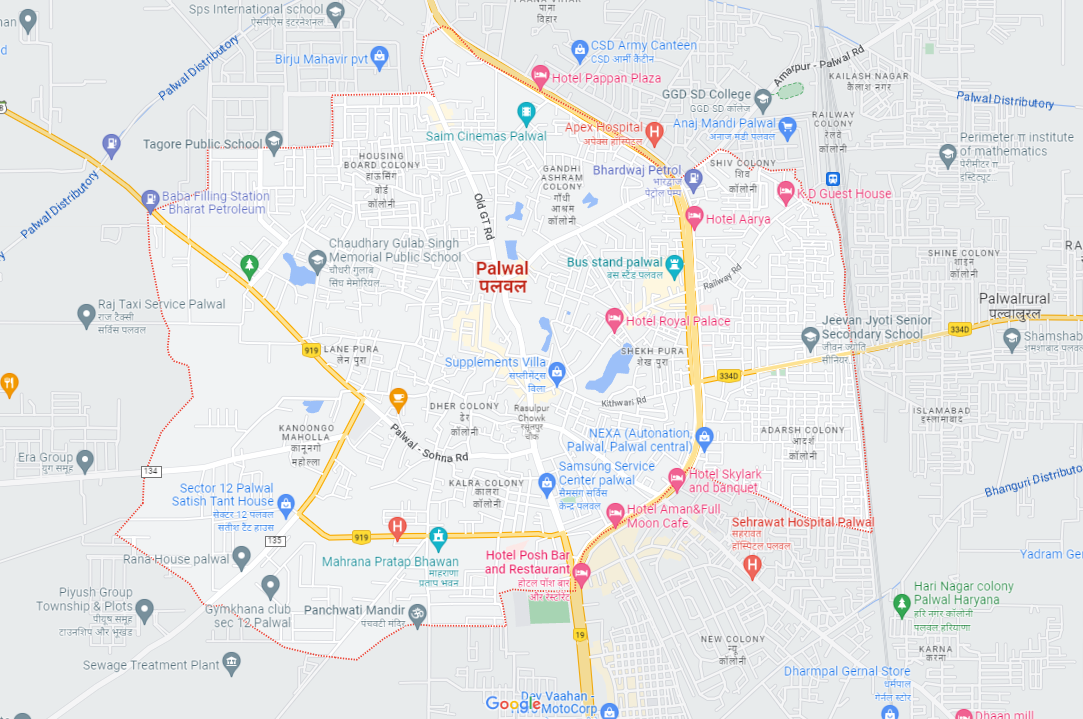 विहार
Sps International school
एसपीएस इंटरनेशनल
CSD Army Canteen
CSD आर्मी कैंटीन
Birju Mahavir pvt
Amarpur - Palwal Rd
Hotel Pappan Plaza
KAILASH NAGAR
कैलाश नगर
Palwal Distributory
GGD SD College
GGD SD कॉलेज
Palwal Distributory
RAILWAY
COLONY
रेलवे
कॉलोनी
Anaj Mandi Palwal
अनाज मंडी पलवल
Saim Cinemas Palwal
Apex Hospital
अपेक्स हॉस्पिटल
Perimeter π institute
of mathematics
पेरीमीटर π
इंस्टिट्यूट
Tagore Public School
HOUSING
BOARD COLONY
हाऊसिंग
बोर्ड
कॉलोनी
GANDHI
ASHRAM
COLONY
गाँधी
आश्रम
कॉलोनी
SHIV COLONY
शिव
कॉलोनी
Bhardwaj Petrol
भारद्वाज
पेट्रोल पम्प
K.D Guest House
Palwal Distributory
Baba Filling Station
- Bharat Petroleum
Old GT Rd
Hotel Aarya
Chaudhary Gulab Singh
Memorial Public School
चौधरी गुलाब
सिंघ मेमोरियल
Palwal
पलवल
Bus stand palwal
बस स्टैंड पलवल
Railway Rd
RA
SHINE COLONY
शाइन
कॉलोनी
Raj Taxi Service Palwal
राज टैक्सी
सर्विस पलवल
Palwalrural
पल्वालुरल
Hotel Royal Palace
Jeevan Jyoti Senior
Secondary School
जीवन ज्योति
सीनियर
334D
Shamshab
शमशाबाद पलवल
919
LANE PURA
लेन पुरा
SHEKH PURA
शेख पुरा
Supplements Villa
सप्लीमेंट्स
विला
334D
DHER COLONY
ढेर
कॉलोनी
Rasulpur
Chowk
रसूलपुर
चौक
Kithwari Rd
ISLAMABAD
इस्लामाबाद
KANOONGO
MAHOLLA
कानूनगो
महोल्ला
Palwal - Sohna Rd
NEXA (Autonation,
Palwal, Palwal central)
ADARSH COLONY
आदर्श
कॉलोनी
Era Group
युग समूह
134
Samsung Service
Center palwal
सैमसंग सर्विस
केन्द्र पलवल
Hotel Skylark
and banquet
Bhanguri Distributo
KALRA COLONY
कालरा
कॉलोनी
Sector 12 Palwal
Satish Tant House
सेक्टर 12 पलवल
सतीश टैंट हाउस
Hotel Aman&Full
Moon Cafe
Sehrawat Hospital Palwal
सहरावत
हॉस्पिटल पलवल
919
135
Rana House palwal
Mahrana Pratap Bhawan
माहराणा
प्रताप भवन
Hotel Posh Bar
and Restaurant
होटल पॉश बार
और रेस्टोरेंट
Yadram Ger
Piyush Group
Township & Plots
पीयूष समूह
टाउनशिप और भूखंड
Hari Nagar colony
Palwal Haryana
हरि नगर कॉलोनी
पलवल हरियाणा
Gymkhana club
sec 12 Palwal
Panchwati Mandir
पंचवटी मंदिर
19
NEW COLONY
न्यू
कॉलोनी
KARNA
करना
Sewage Treatment Plant
Dharmpal Gernal Store
धर्मपाल
गेर्नल स्टोर
Google
Dev Vaahan -
Hero MotoCorp
Dhaan mill